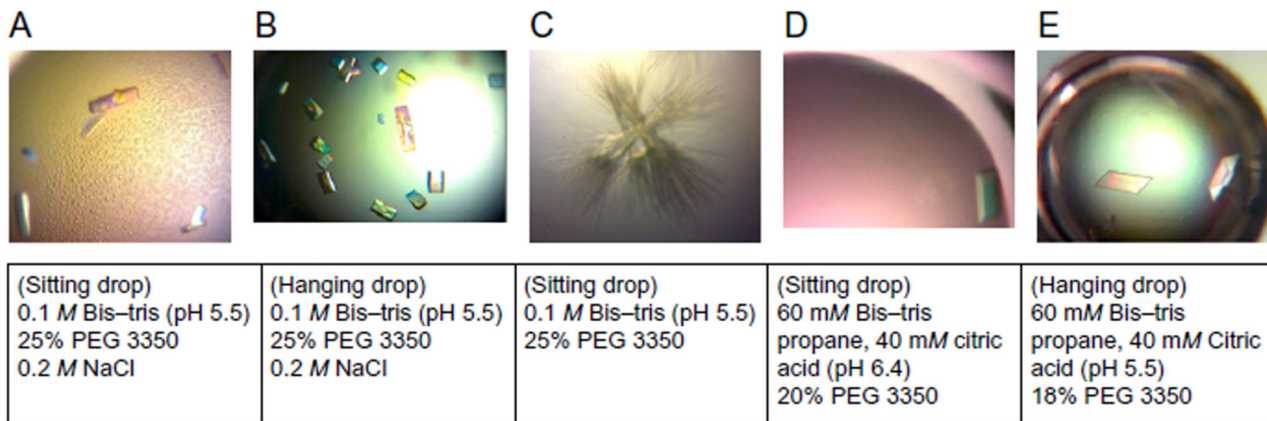 A
B
C
D
E
(Sitting drop)
0.1 M Bis–tris (pH 5.5)
25% PEG 3350
0.2 M NaCl
(Hanging drop)
0.1 M Bis–tris (pH 5.5)
25% PEG 3350
0.2 M NaCl
(Sitting drop)
0.1 M Bis–tris (pH 5.5)
25% PEG 3350
(Sitting drop)
60 mM Bis–tris
propane, 40 mM citric
acid (pH 6.4)
20% PEG 3350
(Hanging drop)
60 mM Bis–tris
propane, 40 mM Citric
acid (pH 5.5)
18% PEG 3350